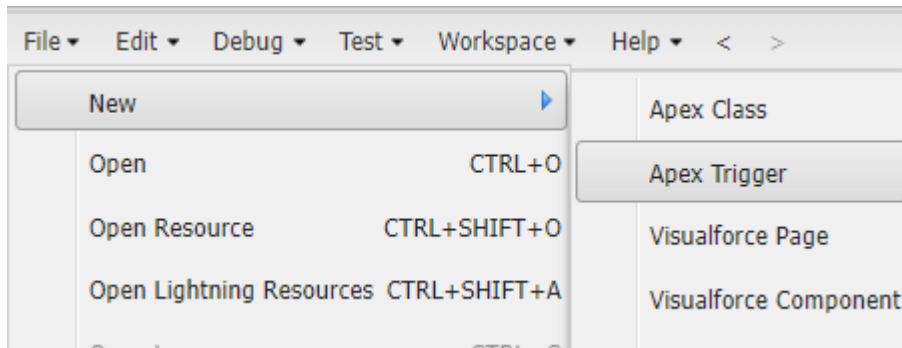 File Edit Debug Test Workspace Help < >
New
Open CTRL+O
Open Resource CTRL+SHIFT+O
Open Lightning Resources CTRL+SHIFT+A
Apex Class
Apex Trigger
Visualforce Page
Visualforce Component